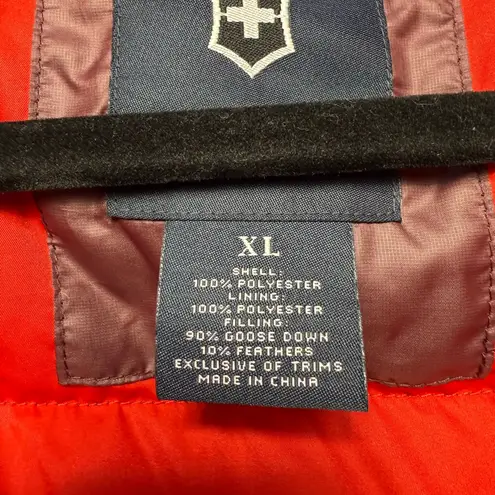 XL
SHELL:
100% POLYESTER
LINING:
100% POLYESTER
FILLING:
90% GOOSE DOWN
10% FEATHERS
EXCLUSIVE OF TRIMS
MADE IN CHINA